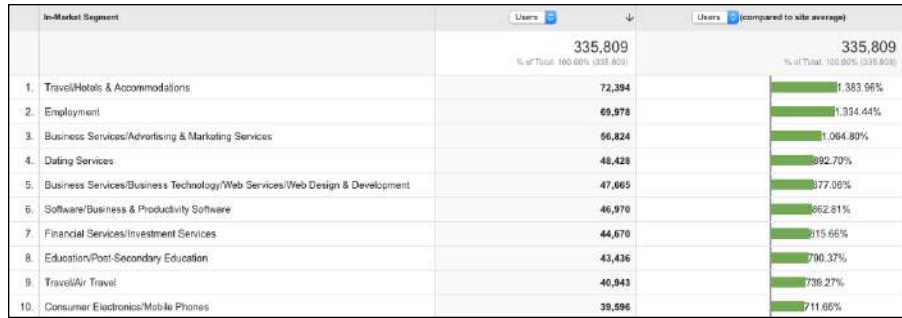 In-Market Segment Users Users (compared to site average)
335,809 335,809
% of Total: 100.00% (335,809) % of Total: 100.00% (335,809)
1. Travel/Hotels & Accommodations 72,394 1,383.96%
2. Employment 69,978 1,334.44%
3. Business Services/Advertising & Marketing Services 56,824 1,064.80%
4. Dating Services 48,428 892.70%
5. Business Services/Business Technology/Web Services/Web Design & Development 47,665 877.06%
6. Software/Business & Productivity Software 46,970 862.81%
7. Financial Services/Investment Services 44,670 815.66%
8. Education/Post-Secondary Education 43,436 790.37%
9. Travel/Air Travel 40,943 739.27%
10. Consumer Electronics/Mobile Phones 39,596 711.65%